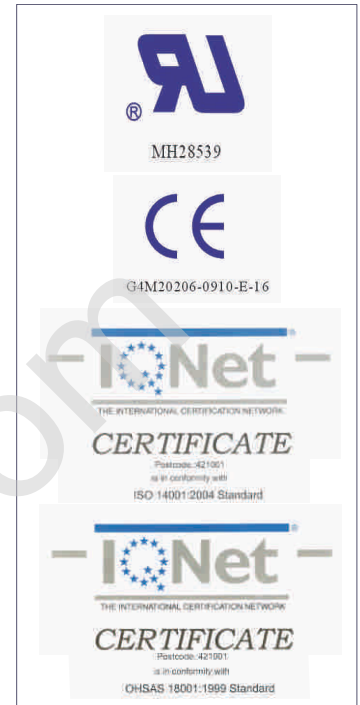 ®
MH28539
CE
G4M20206-0910-E-16
IQNet ®
THE INTERNATIONAL CERTIFICATION NETWORK
CERTIFICATE
Postcode.:421001
is in conformity with
ISO 14001:2004 Standard
IQNet ®
THE INTERNATIONAL CERTIFICATION NETWORK
CERTIFICATE
Postcode.:421001
is in conformity with
OHSAS 18001:1999 Standard
om